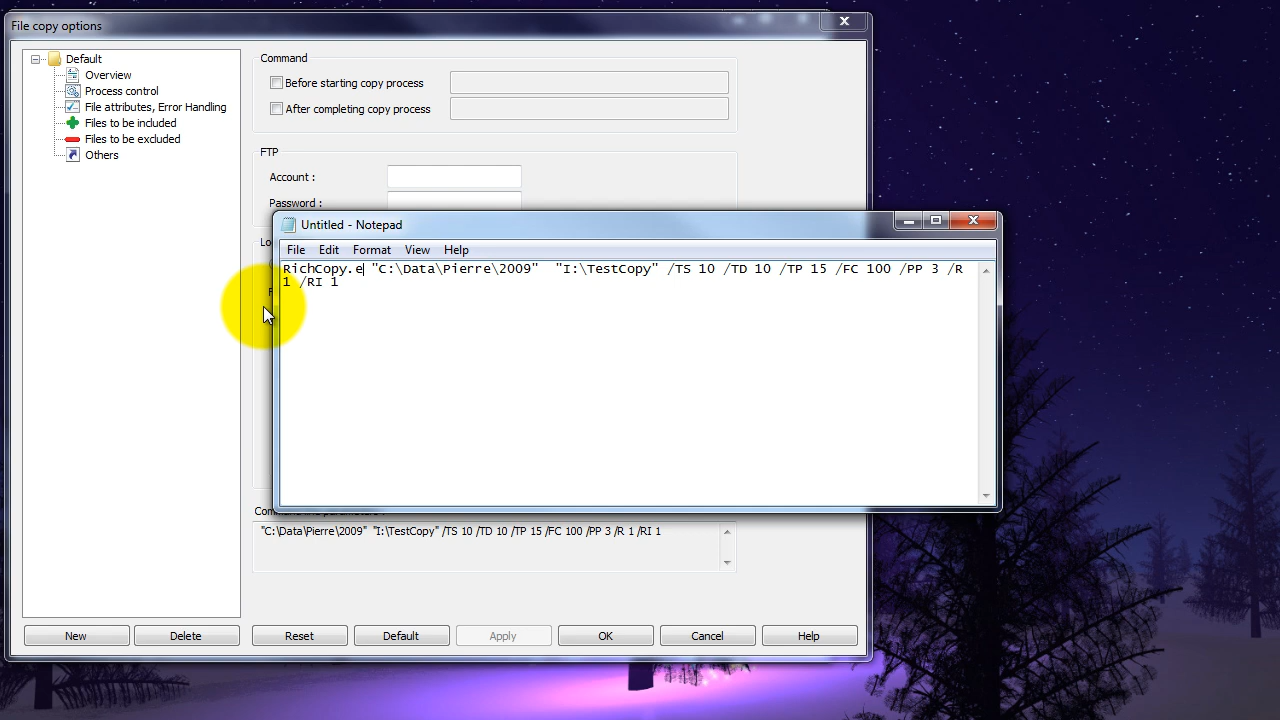 File copy options
Default
Overview
Process control
File attributes, Error Handling
Files to be included
Files to be excluded
Others
Command
Before starting copy process
After completing copy process
FTP
Account :
Password :
Untitled - Notepad
File Edit Format View Help
RichCopy.e "C:\Data\Pierre\2009"  "I:\TestCopy" /TS 10 /TD 10 /TP 15 /FC 100 /PP 3 /R
1 /RI 1
"C:\Data\Pierre\2009"  "I:\TestCopy" /TS 10 /TD 10 /TP 15 /FC 100 /PP 3 /R 1 /RI 1
New Delete Reset Default Apply OK Cancel Help